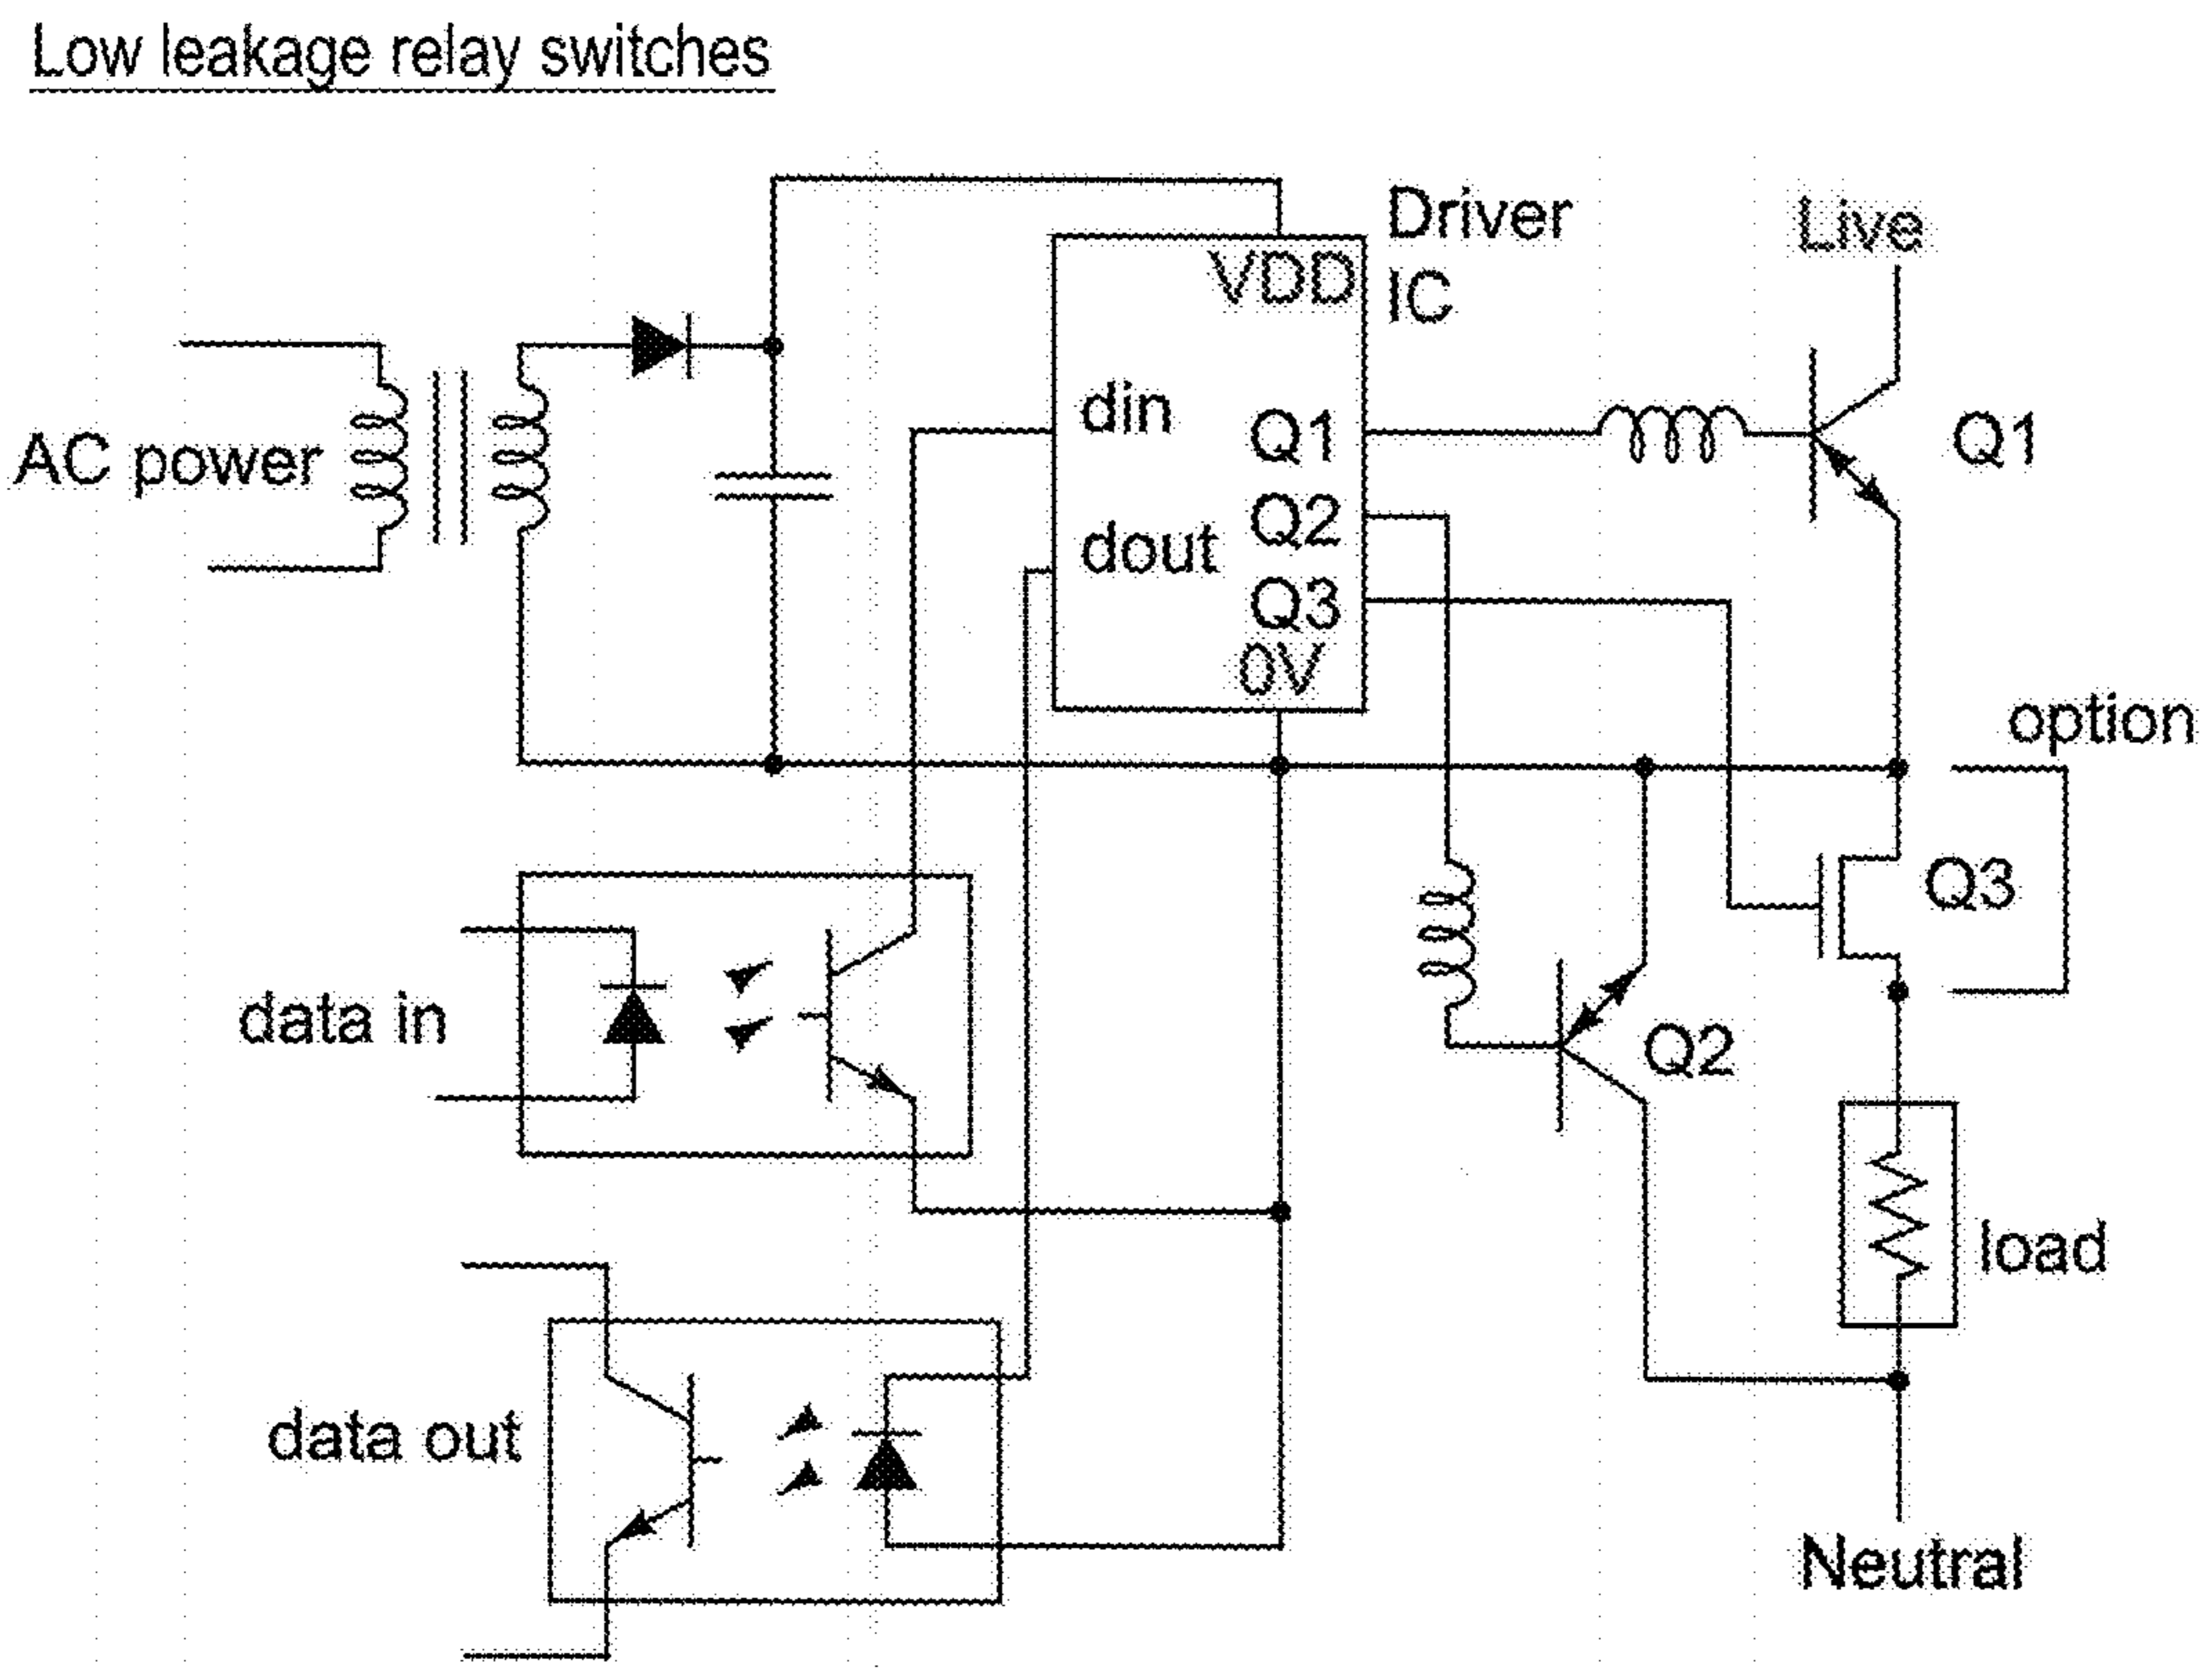 Low leakage relay switches
Driver
IC
Live
VDD
din
Q1
Q1
AC power
Q2
dout
Q3
0V
option
Q3
data in
Q2
load
data out
Neutral